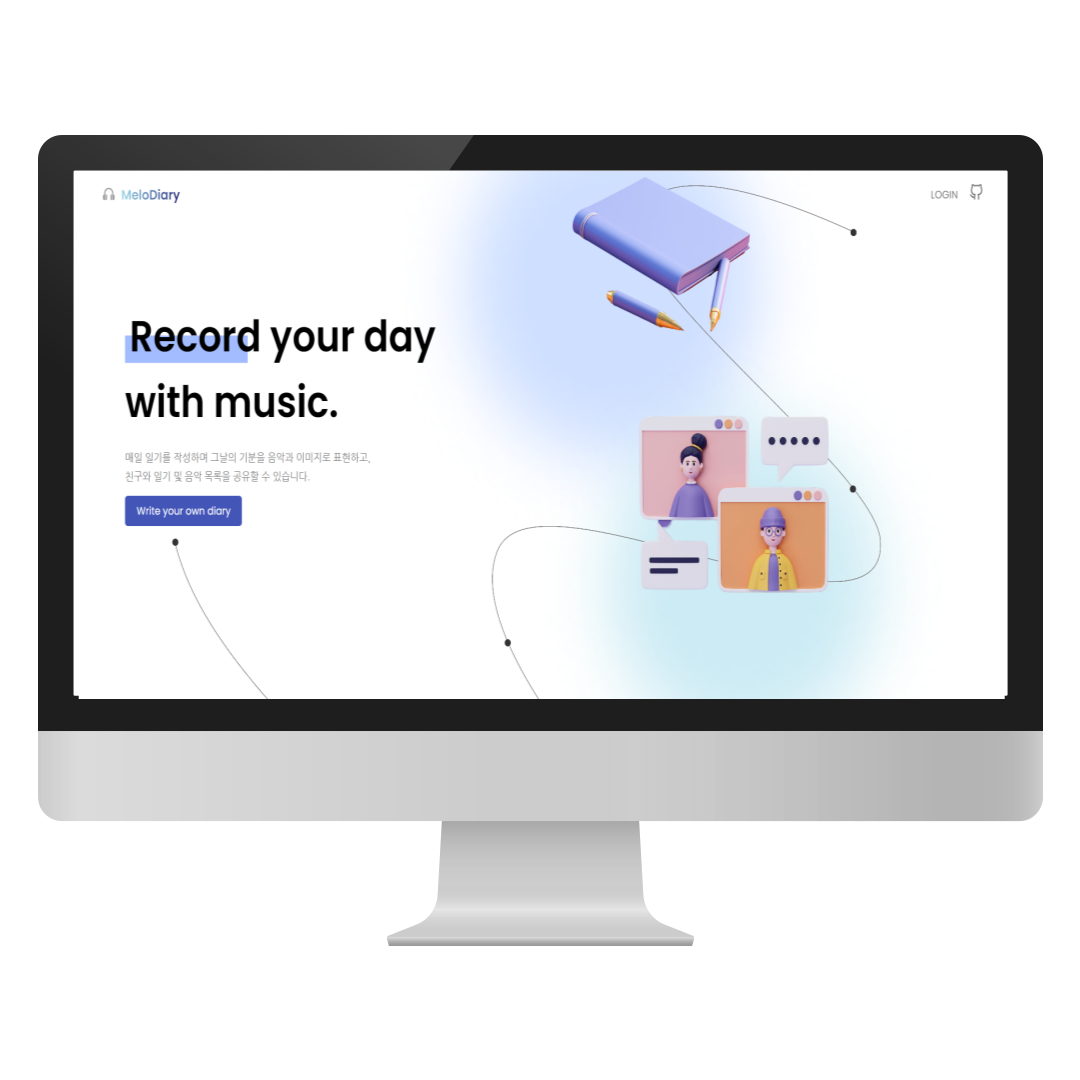 MeloDiary
LOGIN
Record your day
with music.
매일 일기를 작성하며 그날의 기분을 음악과 이미지로 표현하고,
친구와 일기 및 음악 목록을 공유할 수 있습니다.
Write your own diary